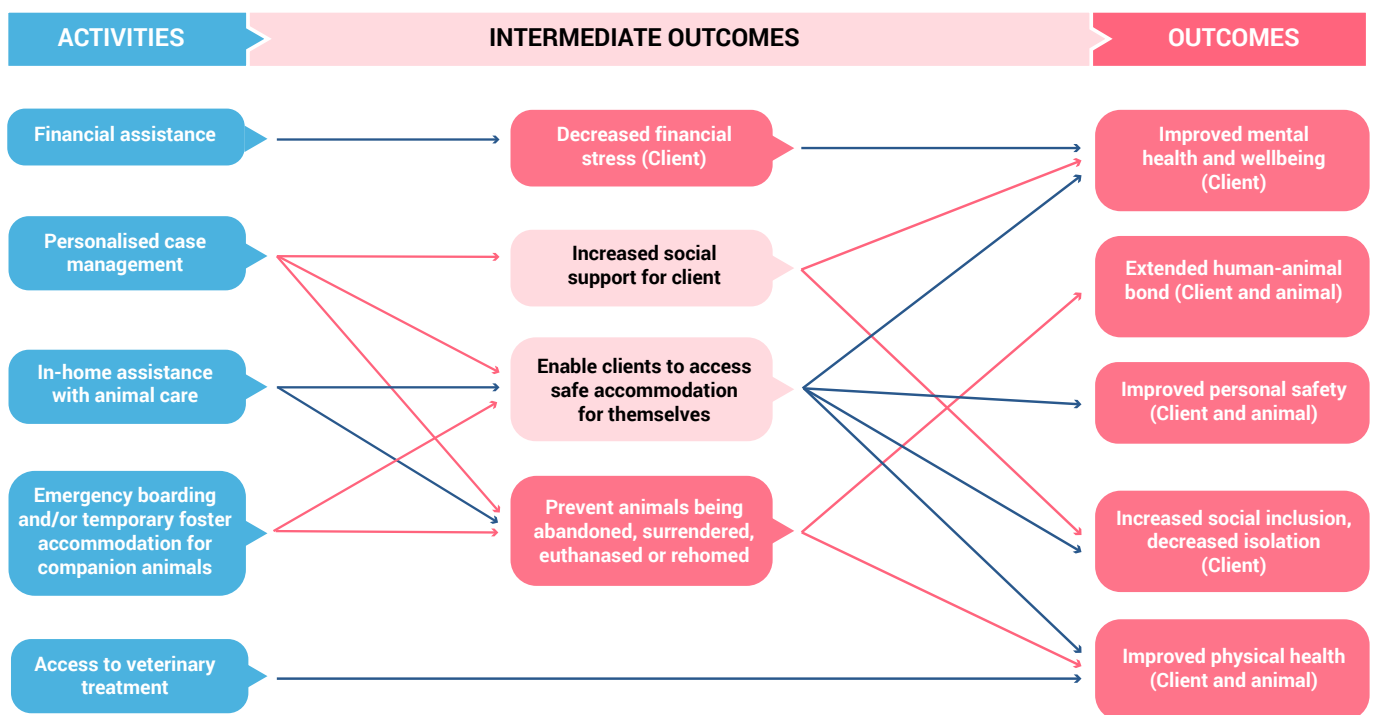 ACTIVITIES
INTERMEDIATE OUTCOMES
OUTCOMES
Financial assistance
Personalised case
management
In-home assistance
with animal care
Emergency boarding
and/or temporary foster
accommodation for
companion animals
Access to veterinary
treatment
Decreased financial
stress (Client)
Increased social
support for client
Enable clients to access
safe accommodation
for themselves
Prevent animals being
abandoned, surrendered,
euthanased or rehomed
Improved mental
health and wellbeing
(Client)
Extended human-animal
bond (Client and animal)
Improved personal safety
(Client and animal)
Increased social inclusion,
decreased isolation
(Client)
Improved physical health
(Client and animal)